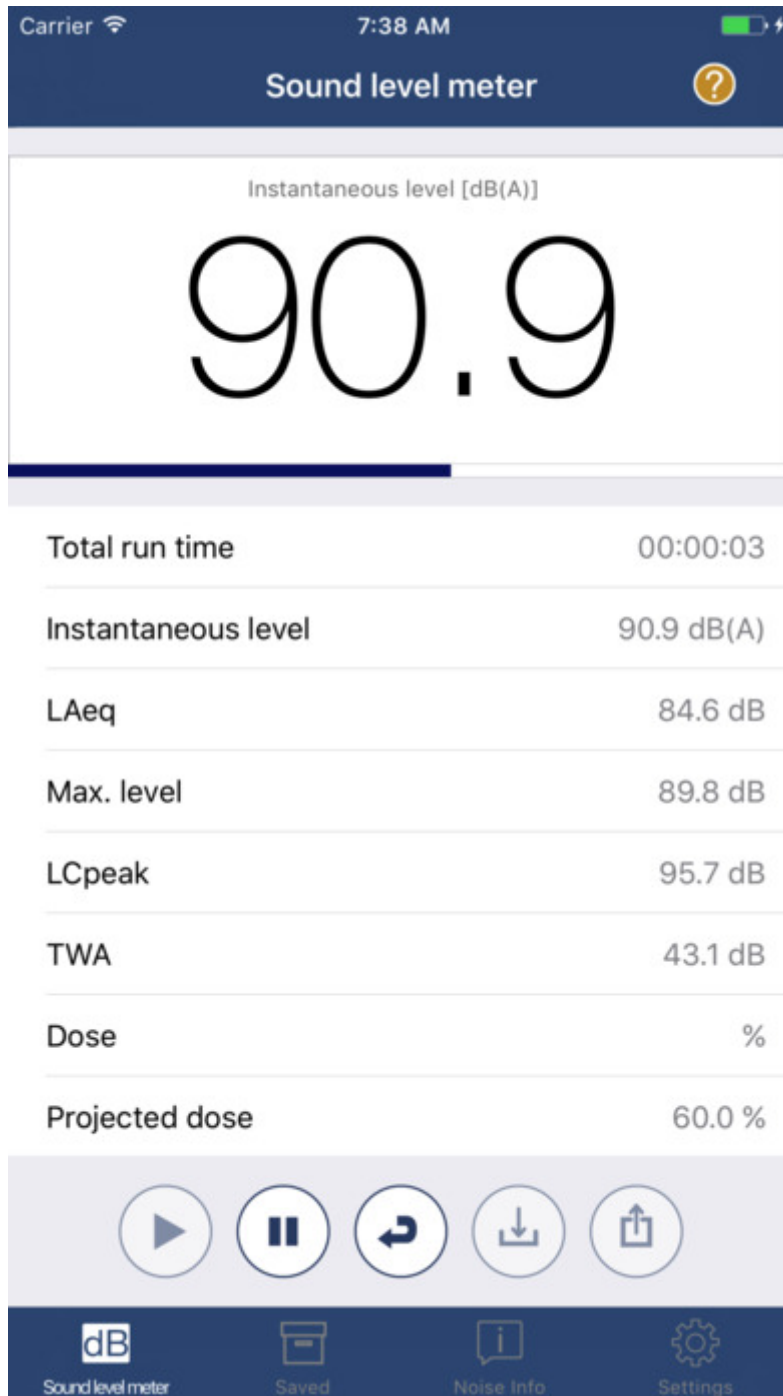 Carrier 7:38 AM
Sound level meter ?
Instantaneous level [dB(A)]
90.9
Total run time 00:00:03
Instantaneous level 90.9 dB(A)
LAeq 84.6 dB
Max. level 89.8 dB
LCpeak 95.7 dB
TWA 43.1 dB
Dose %
Projected dose 60.0 %
dB i
Sound level meter Saved Noise Info Settings